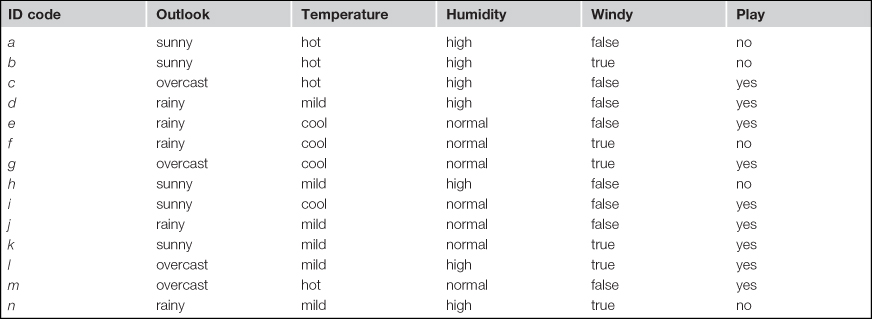 ID code Outlook Temperature Humidity Windy Play
a sunny hot high false no
b sunny hot high true no
c overcast hot high false yes
d rainy mild high false yes
e rainy cool normal false yes
f rainy cool normal true no
g overcast cool normal true yes
h sunny mild high false no
i sunny cool normal false yes
j rainy mild normal false yes
k sunny mild normal true yes
l overcast mild high true yes
m overcast hot normal false yes
n rainy mild high true no